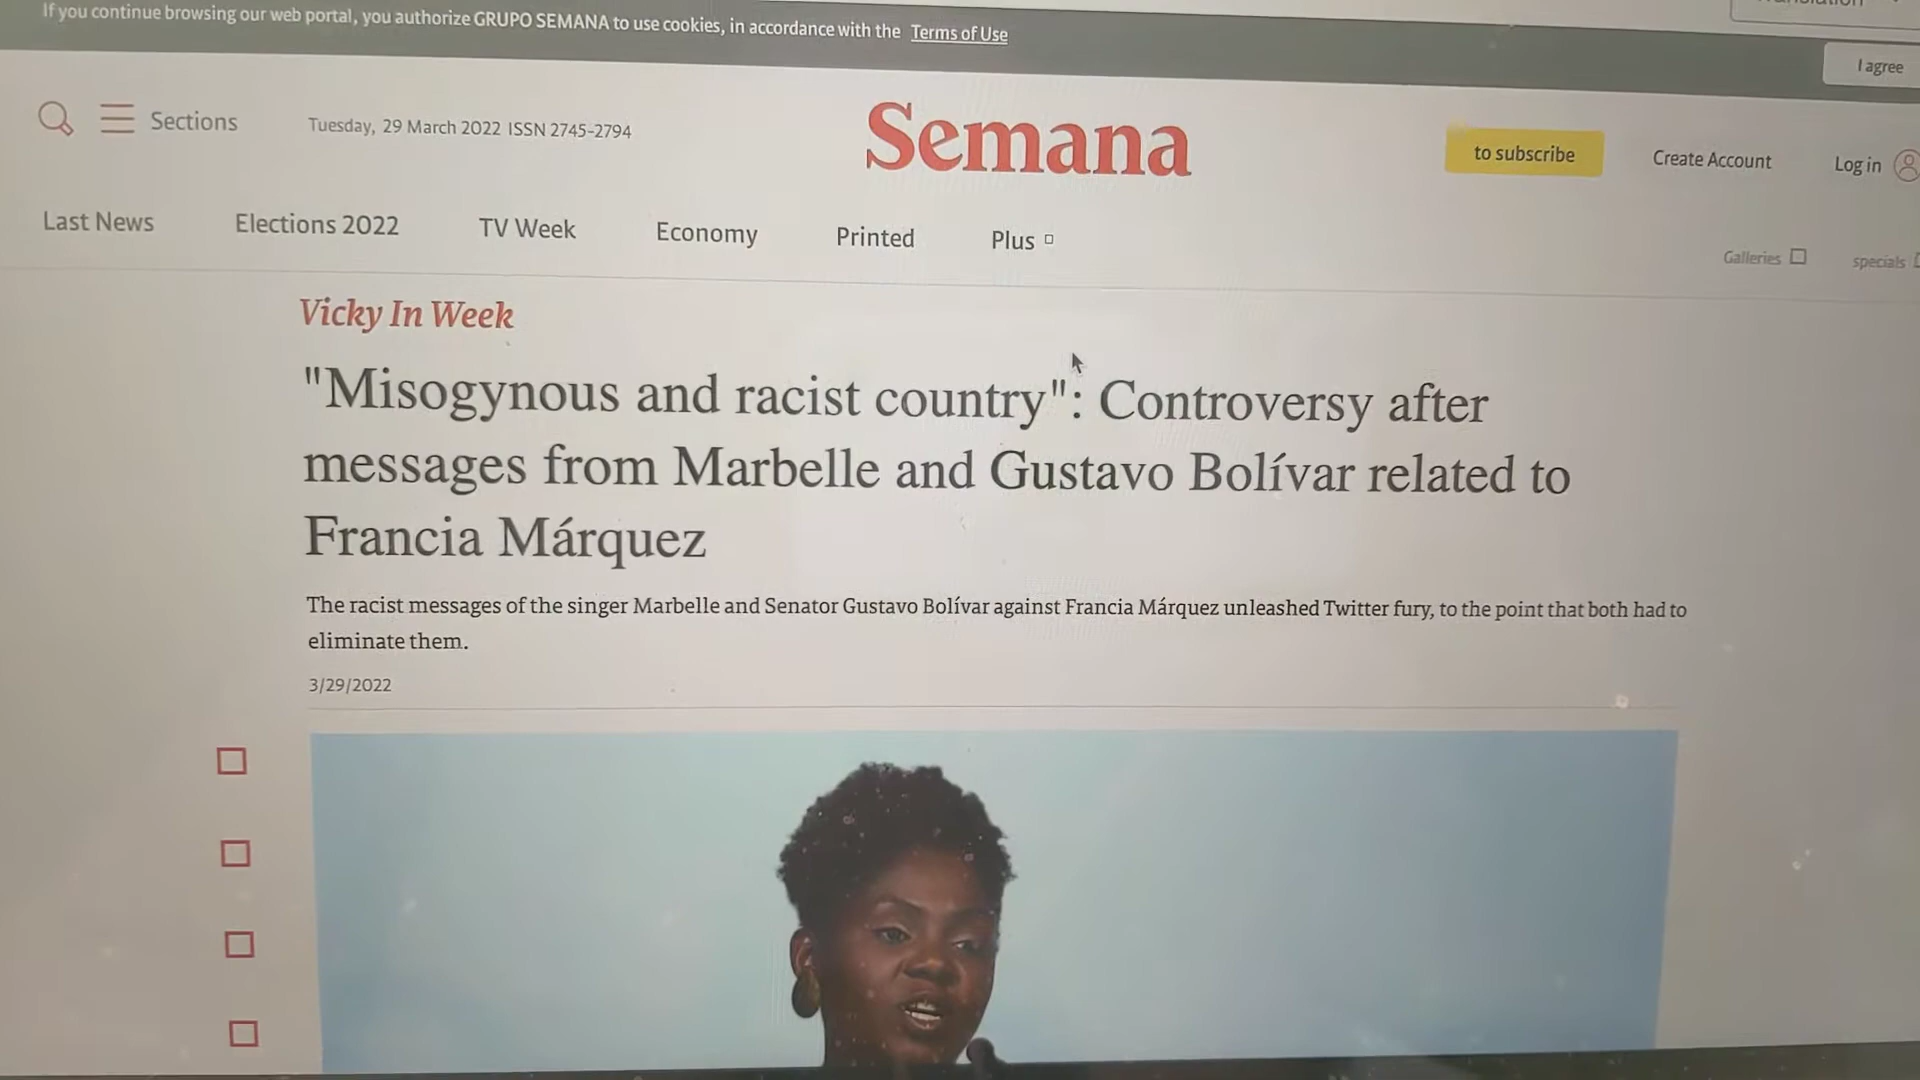 If you continue browsing our web portal, you authorize GRUPO SEMANA to use cookies, in accordance with the Terms of Use
I agree
Sections
Tuesday, 29 March 2022 ISSN 2745-2794
Semana
to subscribe
Create Account
Log in
Last News
Elections 2022
TV Week
Economy
Printed
Plus
Galleries
specials
Vicky In Week
"Misogynous and racist country": Controversy after
messages from Marbelle and Gustavo Bolívar related to
Francia Márquez
The racist messages of the singer Marbelle and Senator Gustavo Bolívar against Francia Márquez unleashed Twitter fury, to the point that both had to
eliminate them.
3/29/2022